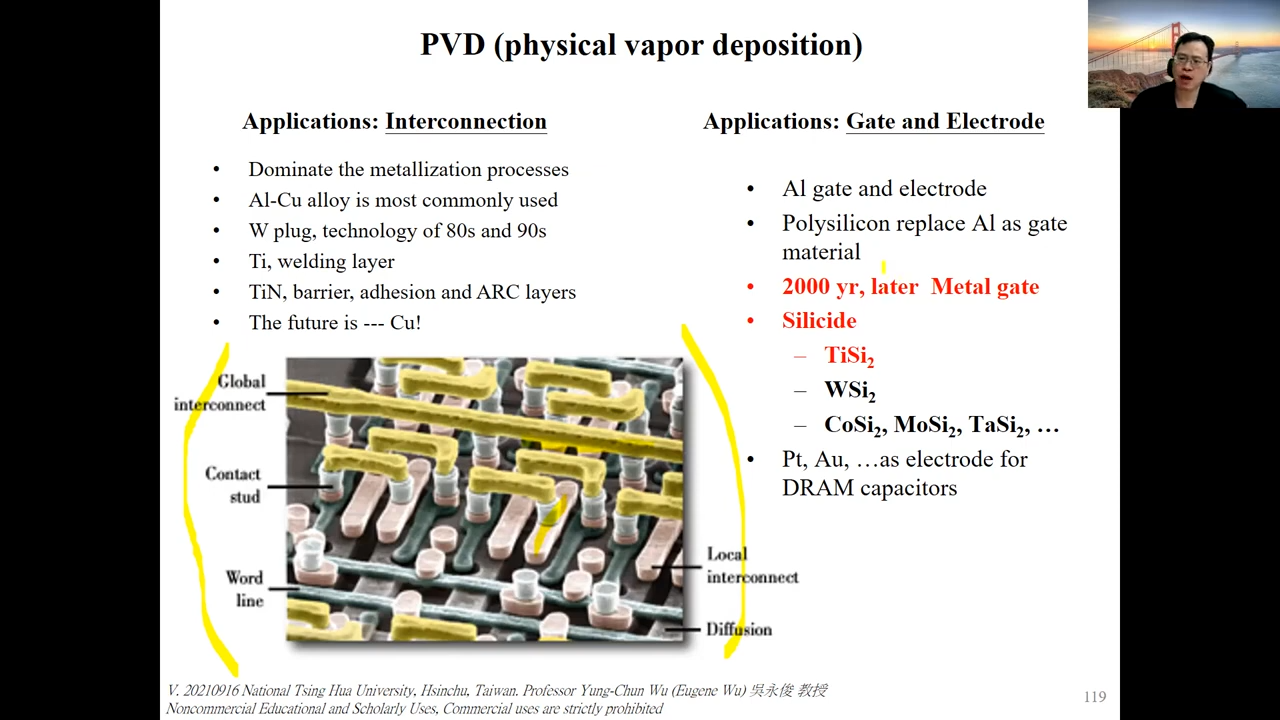 PVD (physical vapor deposition)
Applications: Interconnection
• Dominate the metallization processes
• Al-Cu alloy is most commonly used
• W plug, technology of 80s and 90s
• Ti, welding layer
• TiN, barrier, adhesion and ARC layers
• The future is --- Cu!
Global
interconnect
Contact
stud
Word
line
Local
interconnect
Diffusion
Applications: Gate and Electrode
• Al gate and electrode
• Polysilicon replace Al as gate
material
• 2000 yr, later Metal gate
• Silicide
– TiSi₂
– WSi₂
– CoSi₂, MoSi₂, TaSi₂, …
• Pt, Au, …as electrode for
DRAM capacitors
V. 20210916 National Tsing Hua University, Hsinchu, Taiwan. Professor Yung-Chun Wu (Eugene Wu) 吳永俊 教授
Noncommercial Educational and Scholarly Uses, Commercial uses are strictly prohibited
119